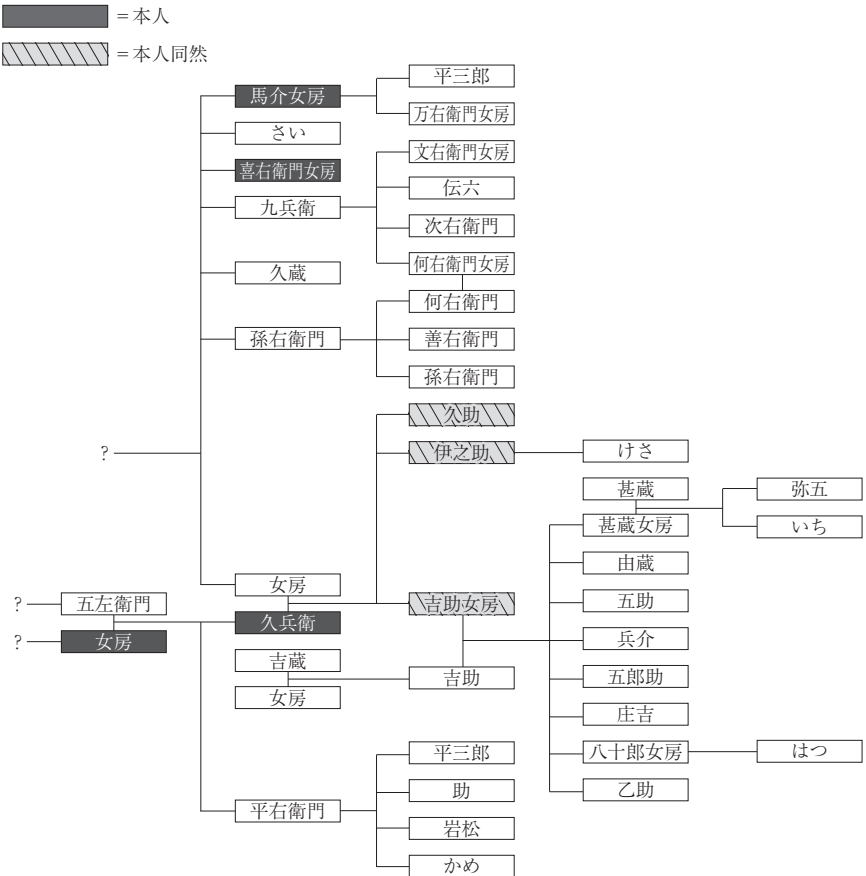 =本人
=本人同然
平三郎
馬介女房
万右衛門女房
さい
文右衛門女房
喜右衛門女房
伝六
九兵衛
次右衛門
何右衛門女房
久蔵
何右衛門
孫右衛門
善右衛門
孫右衛門
久助
?
伊之助
けさ
甚蔵
弥五
甚蔵女房
いち
由蔵
女房
?
五左衛門
吉助女房
五助
久兵衛
?
女房
兵介
吉蔵
吉助
五郎助
女房
庄吉
平三郎
八十郎女房
はつ
助
乙助
平右衛門
岩松
かめ